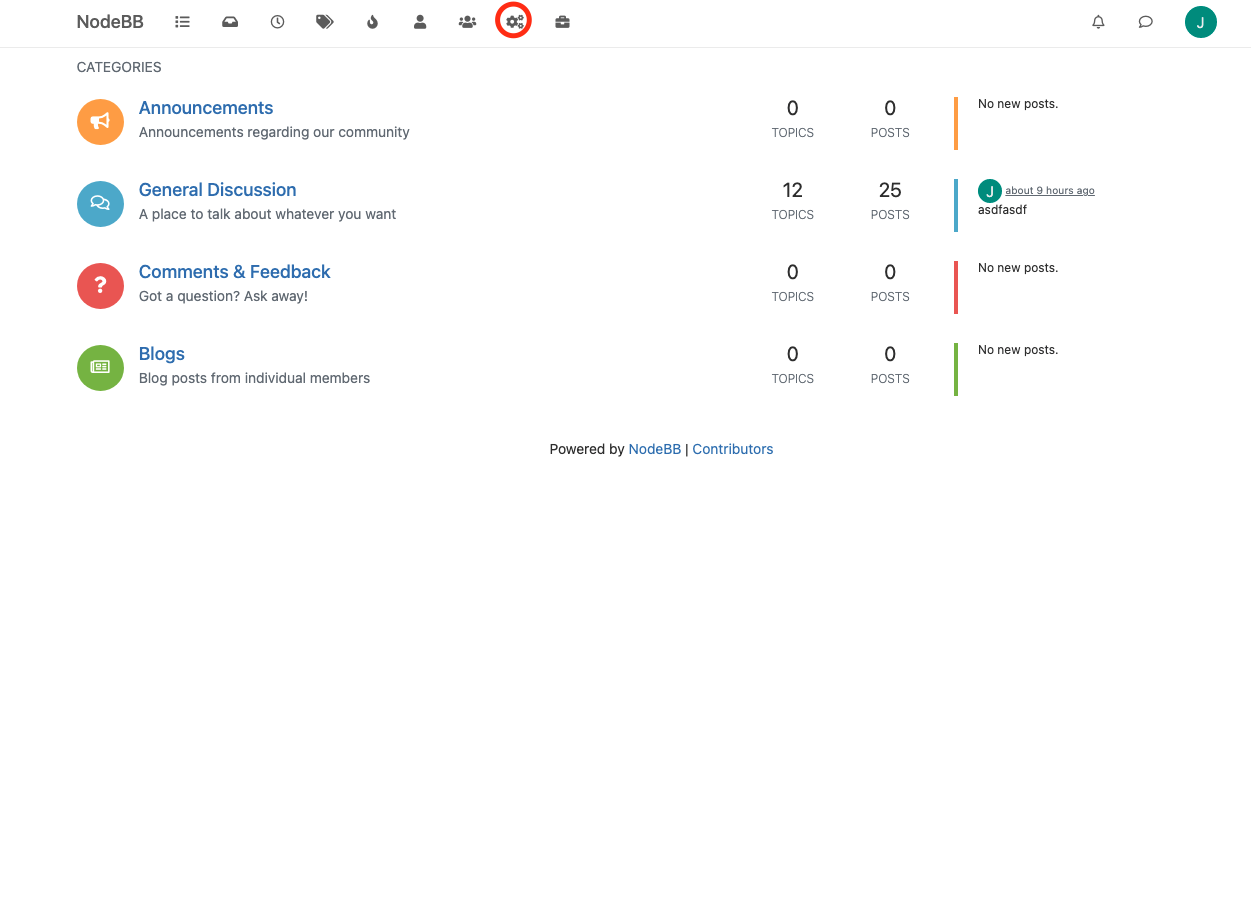 NodeBB
J
CATEGORIES
Announcements
Announcements regarding our community
0
TOPICS
0
POSTS
No new posts.
General Discussion
A place to talk about whatever you want
12
TOPICS
25
POSTS
J about 9 hours ago
asdfasdf
Comments & Feedback
Got a question? Ask away!
0
TOPICS
0
POSTS
No new posts.
Blogs
Blog posts from individual members
0
TOPICS
0
POSTS
No new posts.
Powered by NodeBB | Contributors